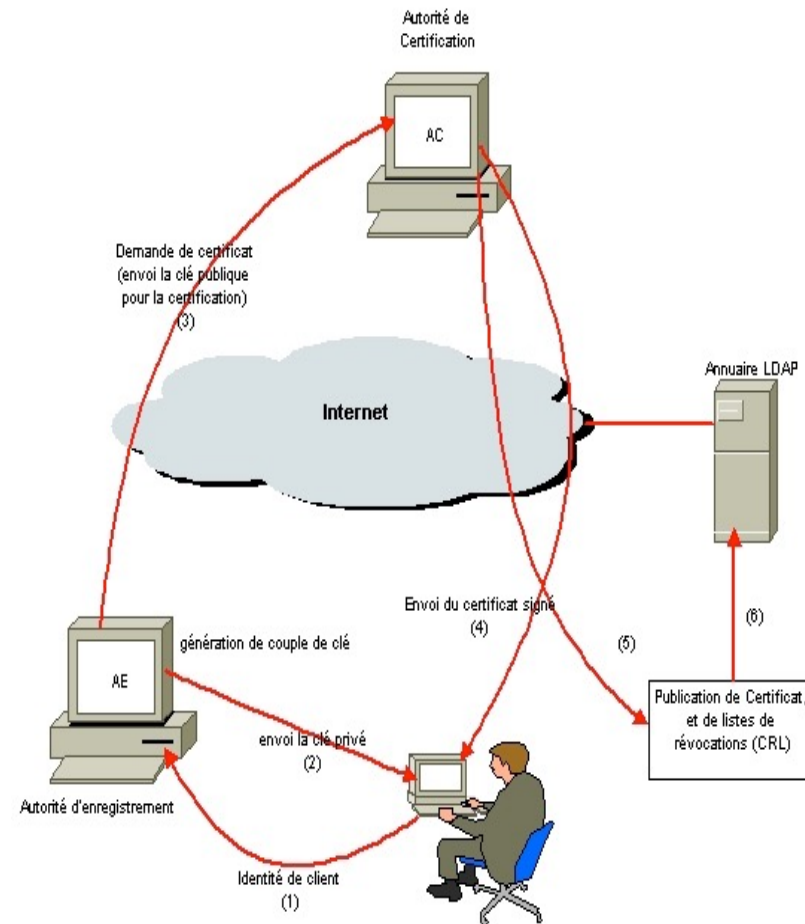 Autorité de
Certification
AC
Demande de certificat
(envoi la clé publique
pour la certification)
(3)
Annuaire LDAP
Internet
Envoi du certificat signé
(4)
(5)
(6)
génération de couple de clé
AE
Publication de Certificat,
et de listes de
révocations (CRL)
envoi la clé privé
(2)
Autorité d'enregistrement
Identité de client
(1)